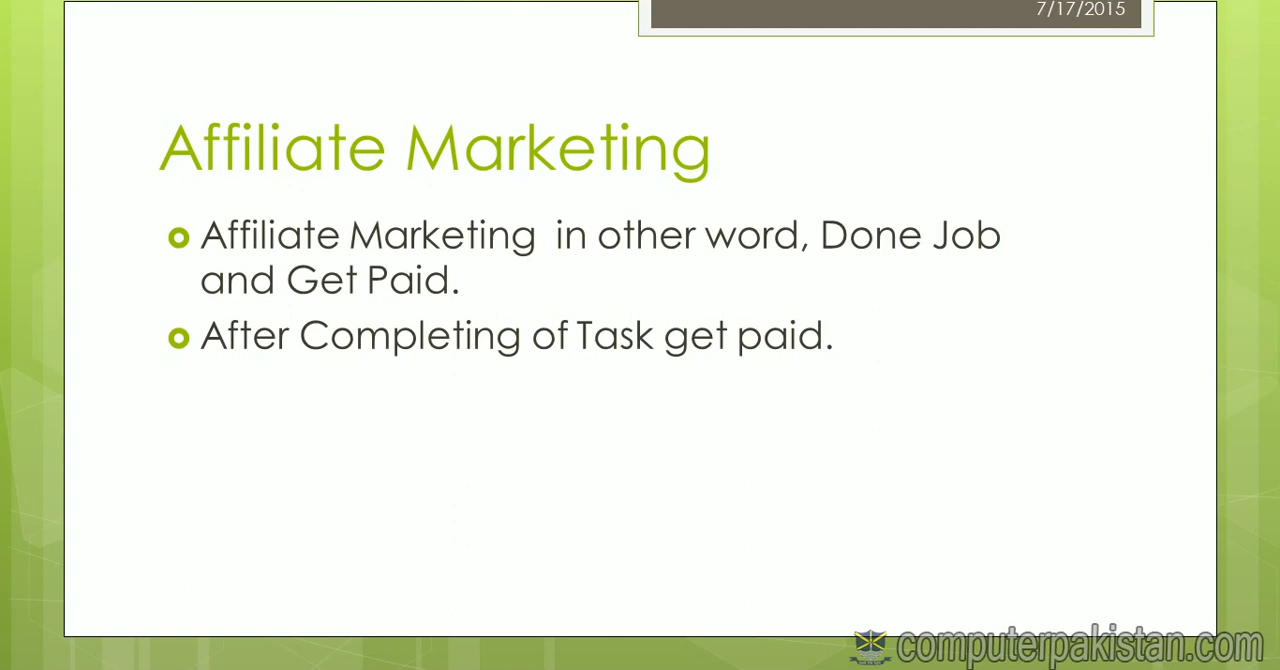 7/17/2015
Affiliate Marketing
Affiliate Marketing  in other word, Done Job
and Get Paid.
After Completing of Task get paid.
computerpakistan.com